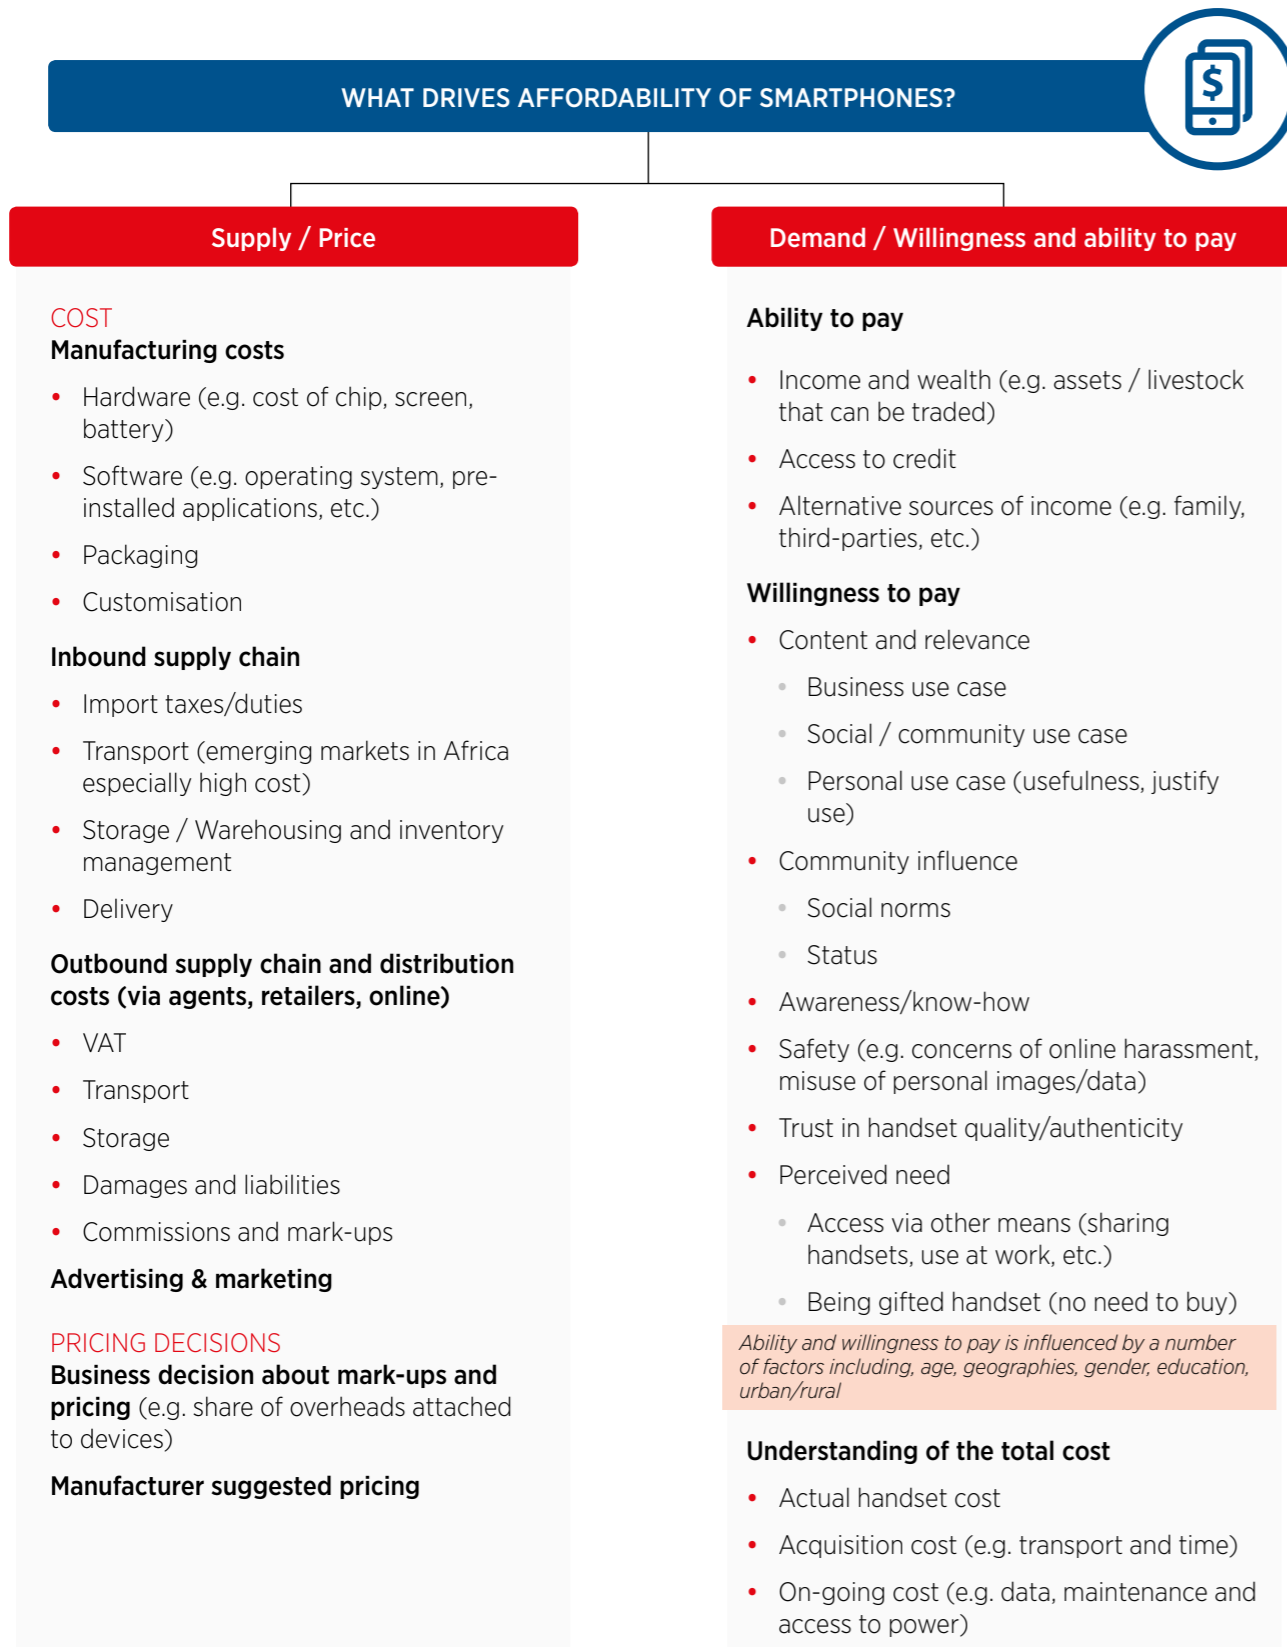 WHAT DRIVES AFFORDABILITY OF SMARTPHONES?
$
Supply / Price
COST
Manufacturing costs
• Hardware (e.g. cost of chip, screen,
battery)
• Software (e.g. operating system, pre-
installed applications, etc.)
• Packaging
• Customisation
Inbound supply chain
• Import taxes/duties
• Transport (emerging markets in Africa
especially high cost)
• Storage / Warehousing and inventory
management
• Delivery
Outbound supply chain and distribution
costs (via agents, retailers, online)
• VAT
• Transport
• Storage
• Damages and liabilities
• Commissions and mark-ups
Advertising & marketing
PRICING DECISIONS
Business decision about mark-ups and
pricing (e.g. share of overheads attached
to devices)
Manufacturer suggested pricing
Demand / Willingness and ability to pay
Ability to pay
• Income and wealth (e.g. assets / livestock
that can be traded)
• Access to credit
• Alternative sources of income (e.g. family,
third-parties, etc.)
Willingness to pay
• Content and relevance
• Business use case
• Social / community use case
• Personal use case (usefulness, justify
use)
• Community influence
• Social norms
• Status
• Awareness/know-how
• Safety (e.g. concerns of online harassment,
misuse of personal images/data)
• Trust in handset quality/authenticity
• Perceived need
• Access via other means (sharing
handsets, use at work, etc.)
• Being gifted handset (no need to buy)
Ability and willingness to pay is influenced by a number
of factors including, age, geographies, gender, education,
urban/rural
Understanding of the total cost
• Actual handset cost
• Acquisition cost (e.g. transport and time)
• On-going cost (e.g. data, maintenance and
access to power)